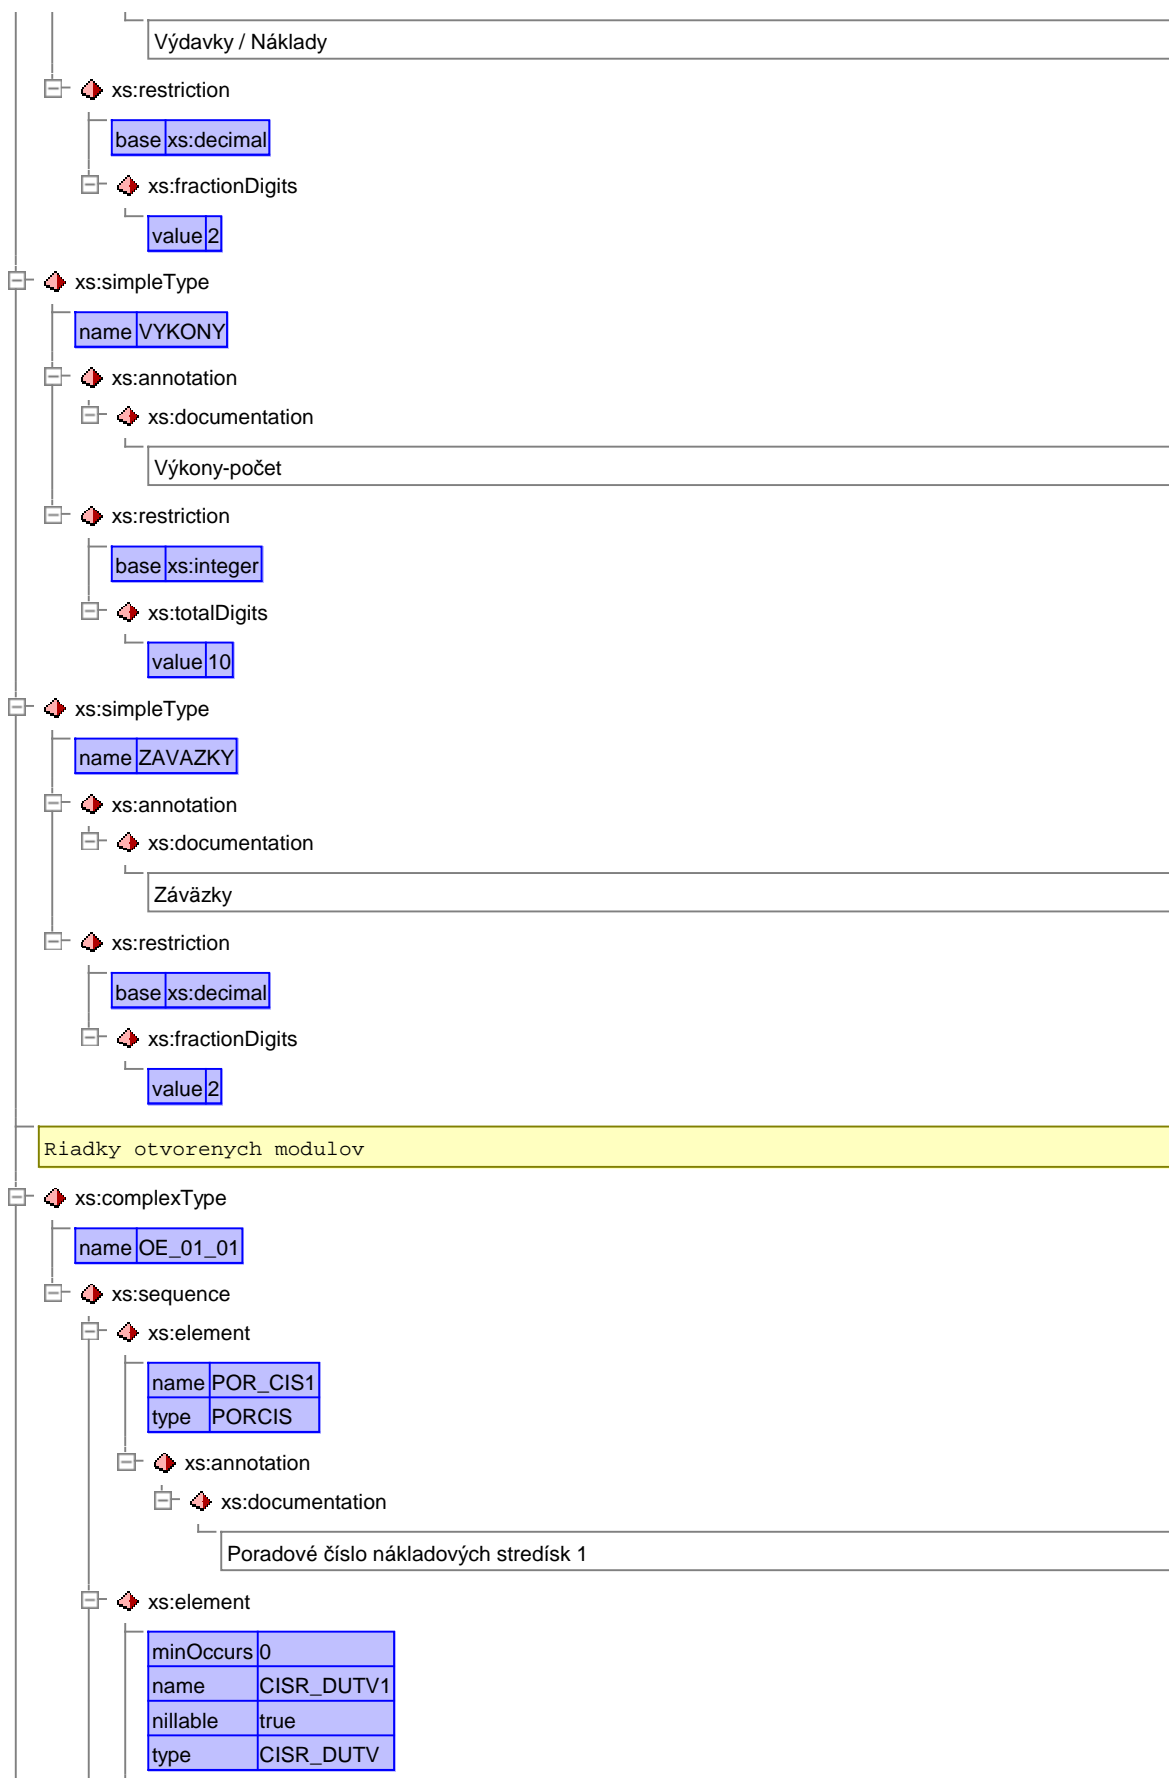 Výdavky / Náklady
xs:restriction
base xs:decimal
xs:fractionDigits
value 2
xs:simpleType
name VYKONY
xs:annotation
xs:documentation
Výkony-počet
xs:restriction
base xs:integer
xs:totalDigits
value 10
xs:simpleType
name ZAVAZKY
xs:annotation
xs:documentation
Záväzky
xs:restriction
base xs:decimal
xs:fractionDigits
value 2
Riadky otvorenych modulov
xs:complexType
name OE_01_01
xs:sequence
xs:element
name POR_CIS1
type PORCIS
xs:annotation
xs:documentation
Poradové číslo nákladových stredísk 1
xs:element
minOccurs 0
name CISR_DUTV1
nillable true
type CISR_DUTV